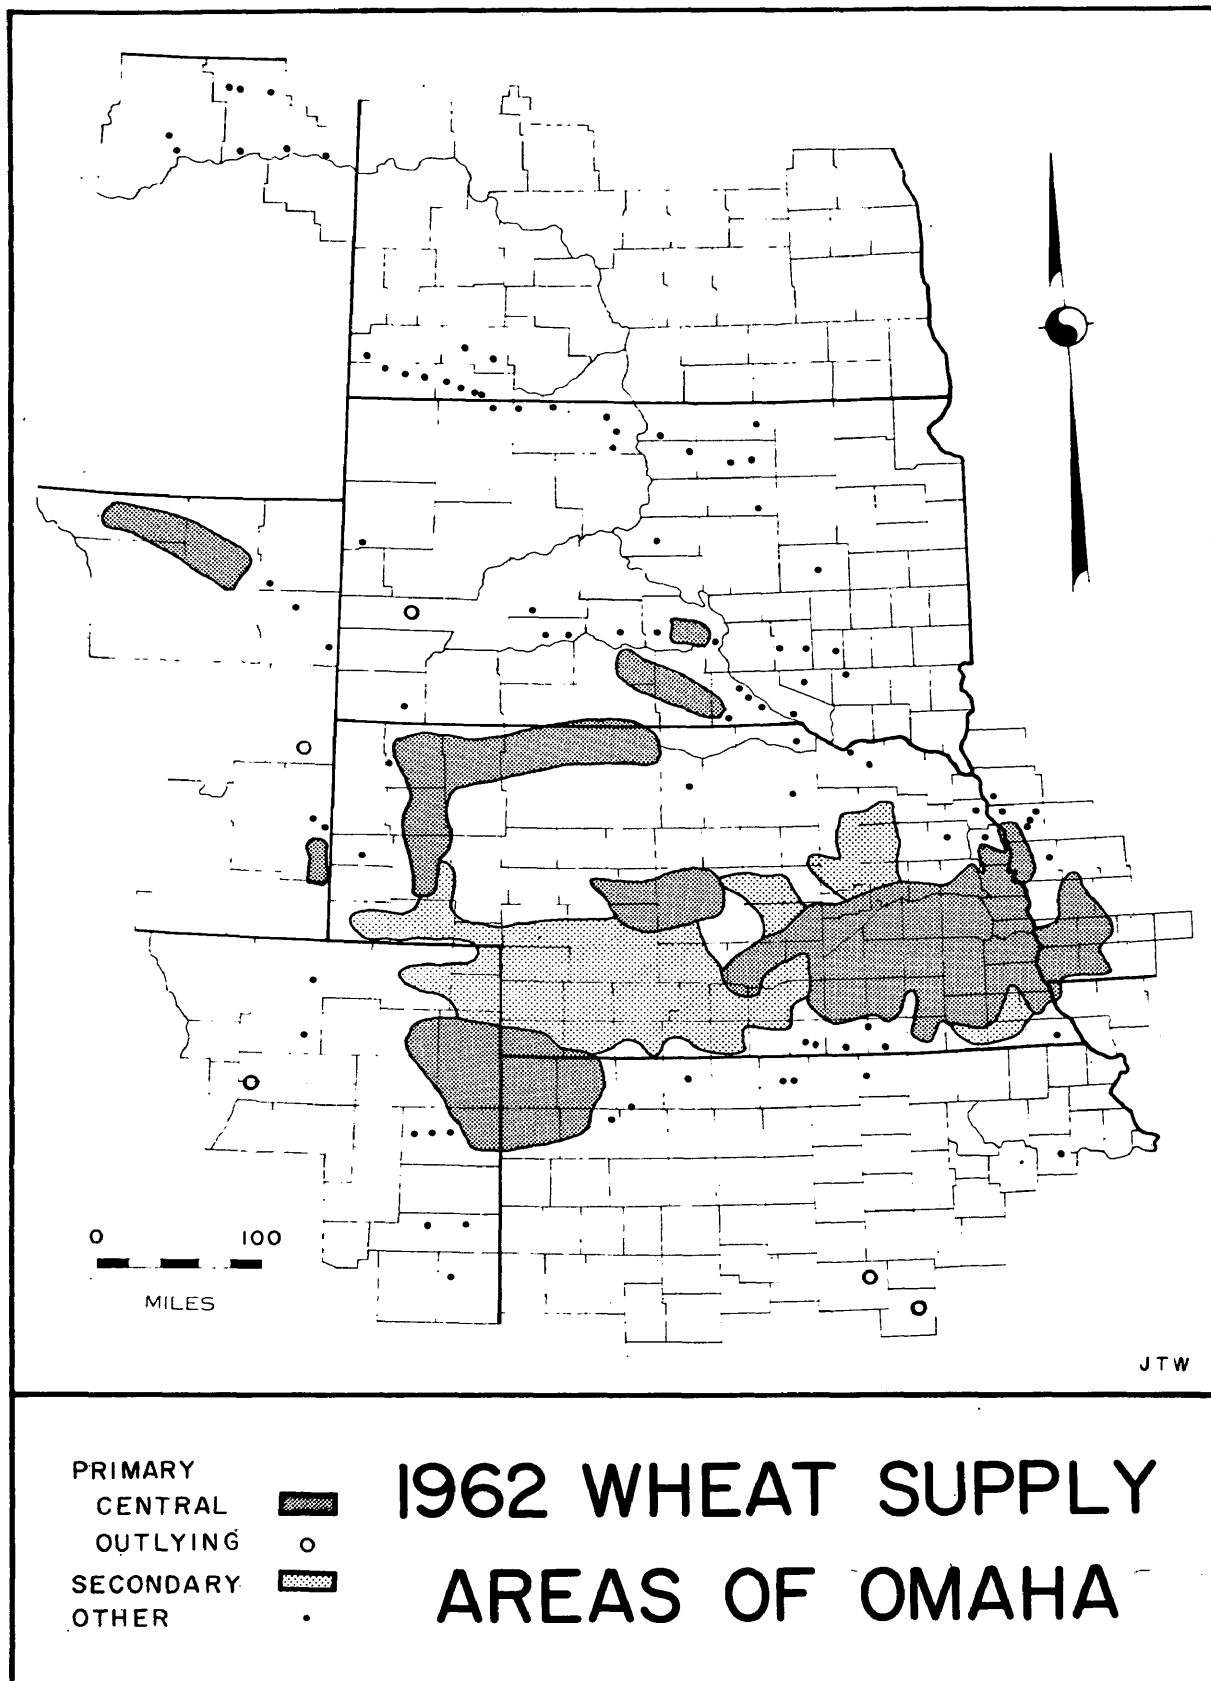 0 100
MILES
JTW
PRIMARY
CENTRAL
OUTLYING
SECONDARY
OTHER
1962 WHEAT SUPPLY
AREAS OF OMAHA